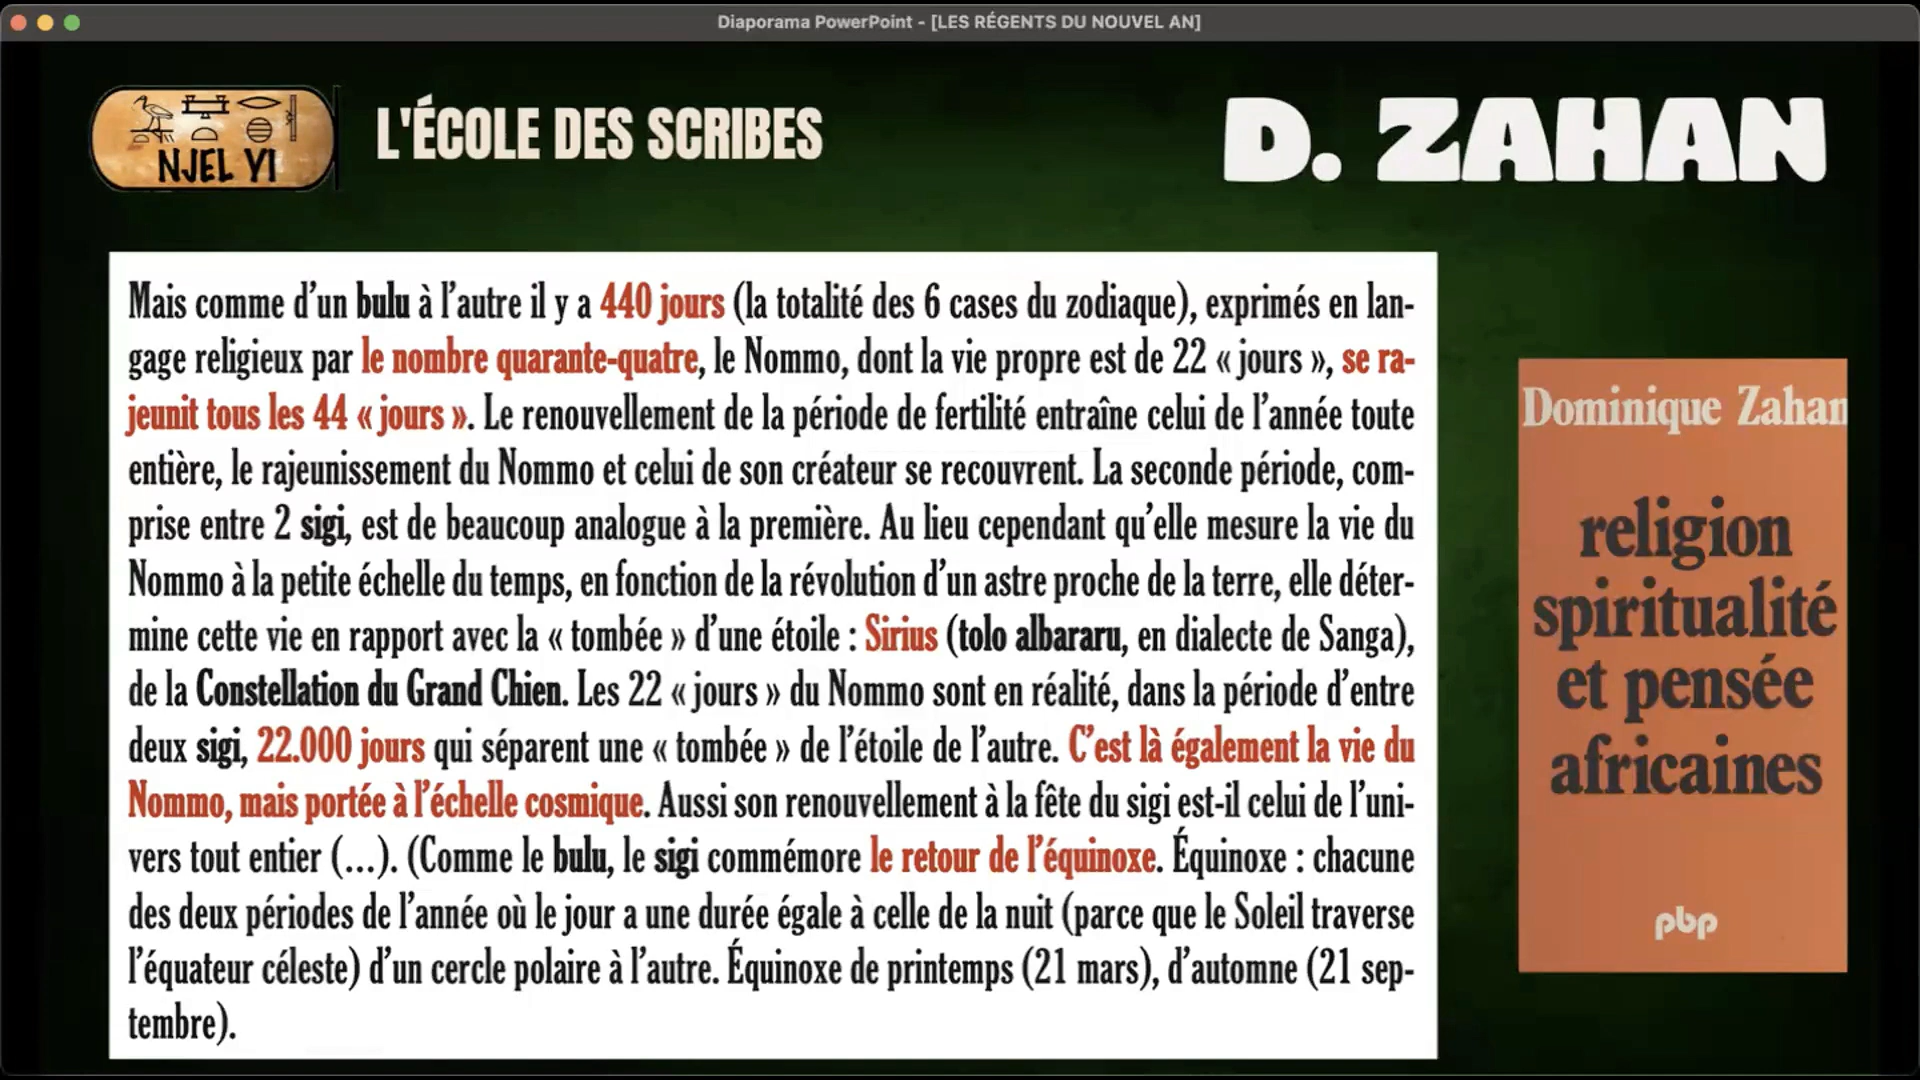 Diaporama PowerPoint - [LES RÉGENTS DU NOUVEL AN]
NJEL YI
L'ÉCOLE DES SCRIBES
D. ZAHAN
Mais comme d’un bulu à l’autre il y a 440 jours (la totalité des 6 cases du zodiaque), exprimés en lan-
gage religieux par le nombre quarante-quatre, le Nommo, dont la vie propre est de 22 « jours », se ra-
jeunit tous les 44 « jours ». Le renouvellement de la période de fertilité entraîne celui de l’année toute
entière, le rajeunissement du Nommo et celui de son créateur se recouvrent. La seconde période, com-
prise entre 2 sigi, est de beaucoup analogue à la première. Au lieu cependant qu’elle mesure la vie du
Nommo à la petite échelle du temps, en fonction de la révolution d’un astre proche de la terre, elle déter-
mine cette vie en rapport avec la « tombée » d’une étoile : Sirius (tolo albararu, en dialecte de Sanga),
de la Constellation du Grand Chien. Les 22 « jours » du Nommo sont en réalité, dans la période d’entre
deux sigi, 22.000 jours qui séparent une « tombée » de l’étoile de l’autre. C’est là également la vie du
Nommo, mais portée à l’échelle cosmique. Aussi son renouvellement à la fête du sigi est-il celui de l’uni-
vers tout entier (...). (Comme le bulu, le sigi commémore le retour de l’équinoxe. Équinoxe : chacune
des deux périodes de l’année où le jour a une durée égale à celle de la nuit (parce que le Soleil traverse
l’équateur céleste) d’un cercle polaire à l’autre. Équinoxe de printemps (21 mars), d’automne (21 sep-
tembre).
Dominique Zahan
religion
spiritualité
et pensée
africaines
pbp